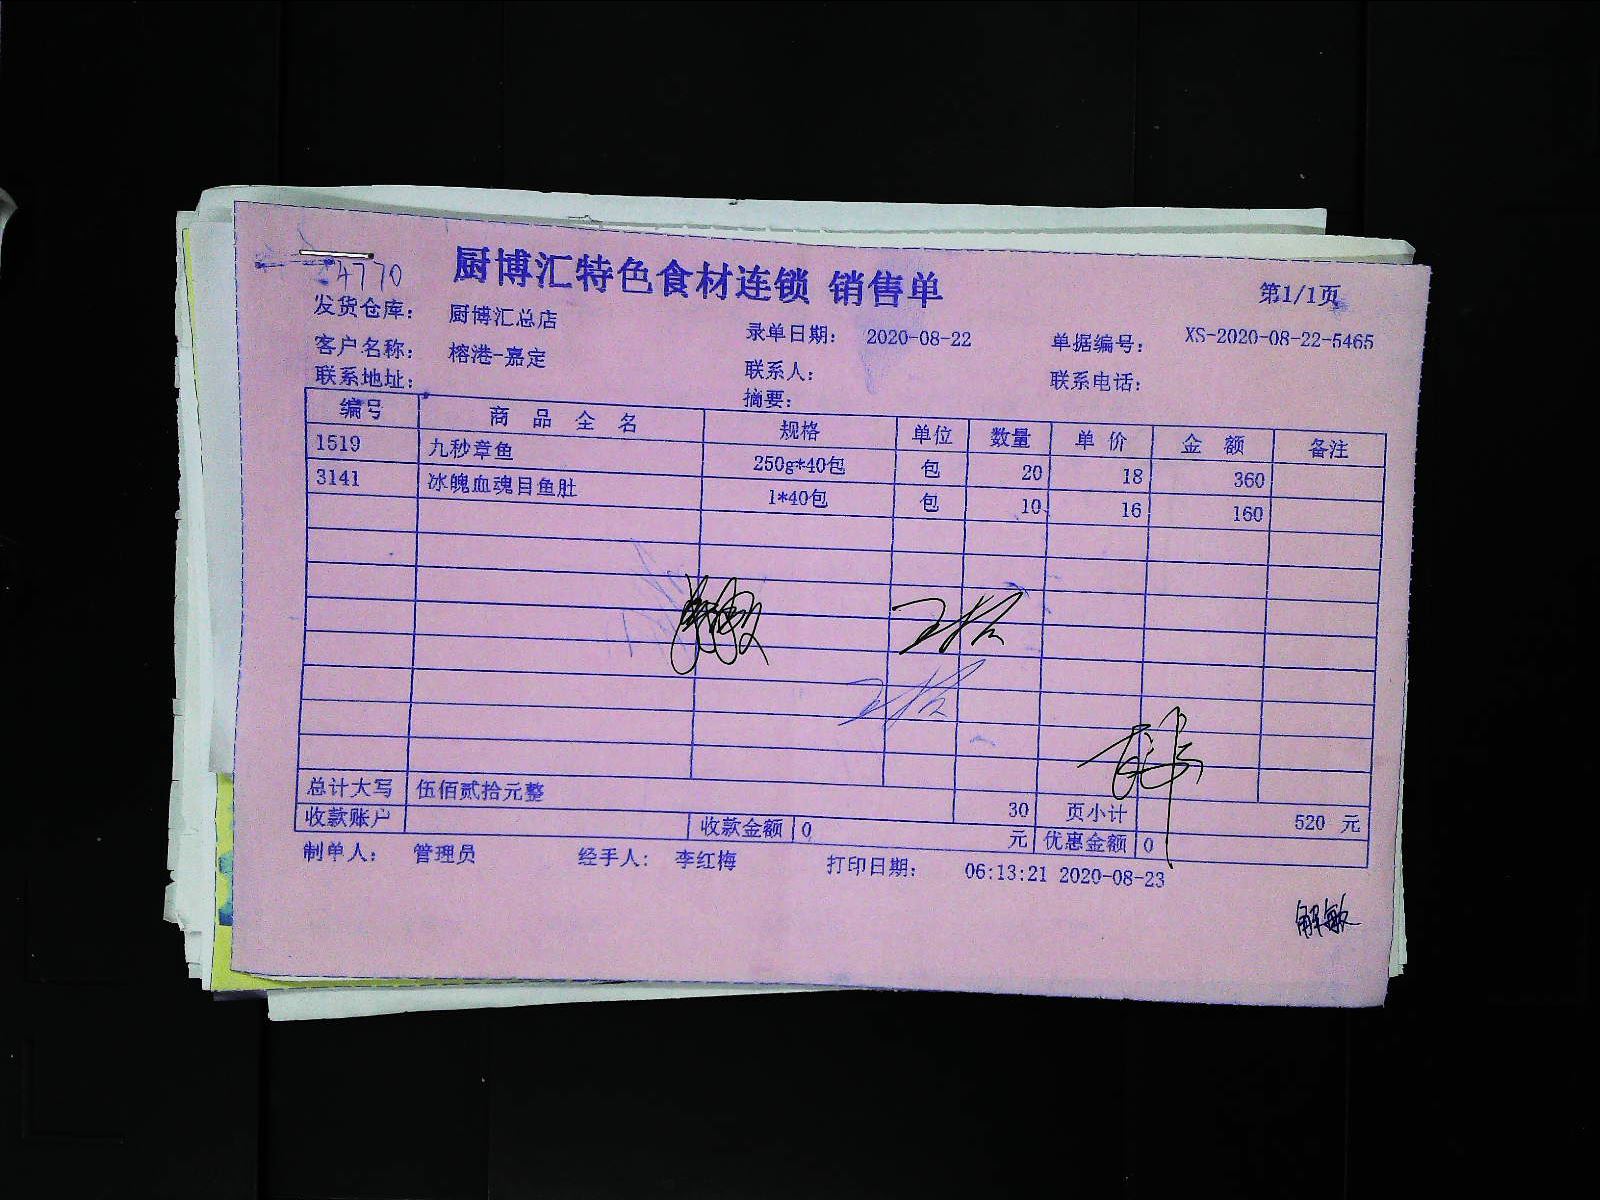 4770
厨博汇特色食材连锁 销售单
第1/1页
发货仓库： 厨博汇总店 录单日期： 2020-08-22 单据编号： XS-2020-08-22-5465
客户名称： 榕港-嘉定 联系人： 联系电话：
联系地址： 摘要：
编号 商品全名 规格 单位 数量 单价 金额 备注
1519 九秒章鱼 250g*40包 包 20 18 360
3141 冰魄血魂目鱼肚 1*40包 包 10 16 160
总计大写 伍佰贰拾元整 30 页小计 520 元
收款账户 收款金额 0 元 优惠金额 0
制单人： 管理员 经手人： 李红梅 打印日期： 06:13:21 2020-08-23
解敏